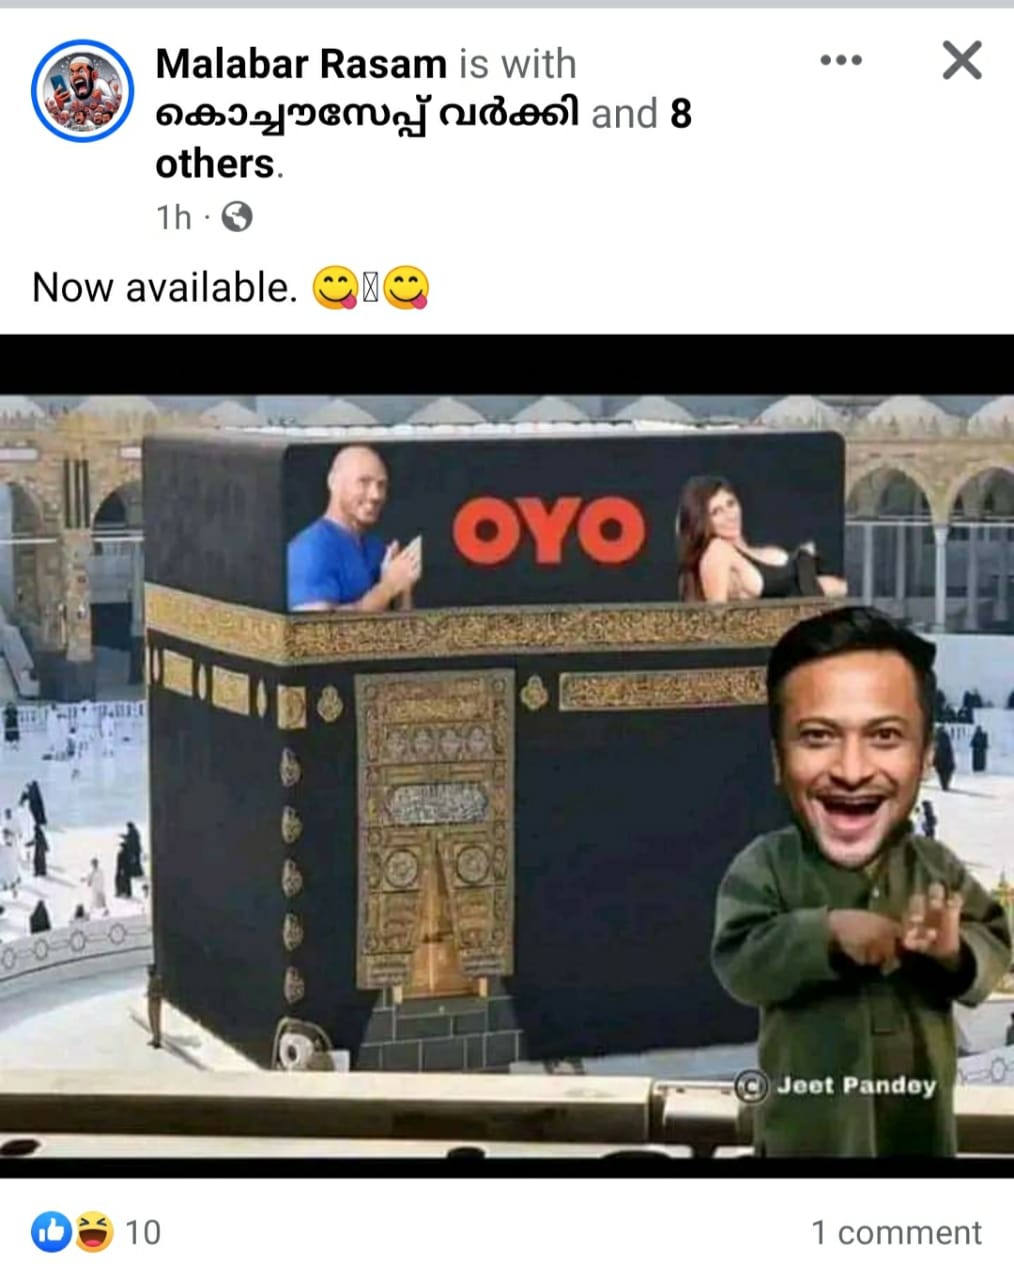 Malabar Rasam is with
കൊച്ചൗസേപ്പ് വർക്കി and 8
others.
1h
Now available. 😋😋
OYO
© Jeet Pandey
10
1 comment